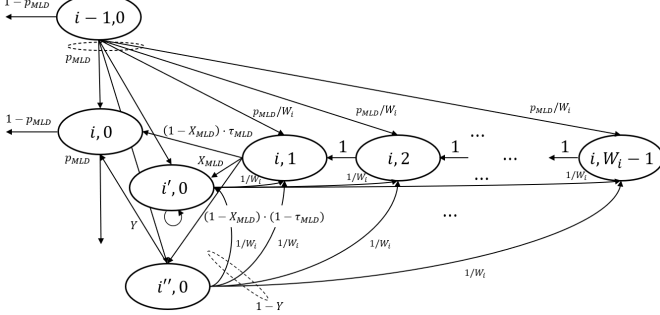 1 − p_MLD
i − 1,0
p_MLD
p_MLD/W_i
p_MLD/W_i
p_MLD/W_i
1 − p_MLD
i, 0
(1 − X_MLD) · τ_MLD
p_MLD
X_MLD
i, 1
1
i, 2
1
...
...
1
i, W_i − 1
1/W_i
1/W_i
...
1/W_i
i′, 0
(1 − X_MLD) · (1 − τ_MLD)
...
Y
1/W_i
1/W_i
1/W_i
1/W_i
i′′, 0
1 − Y